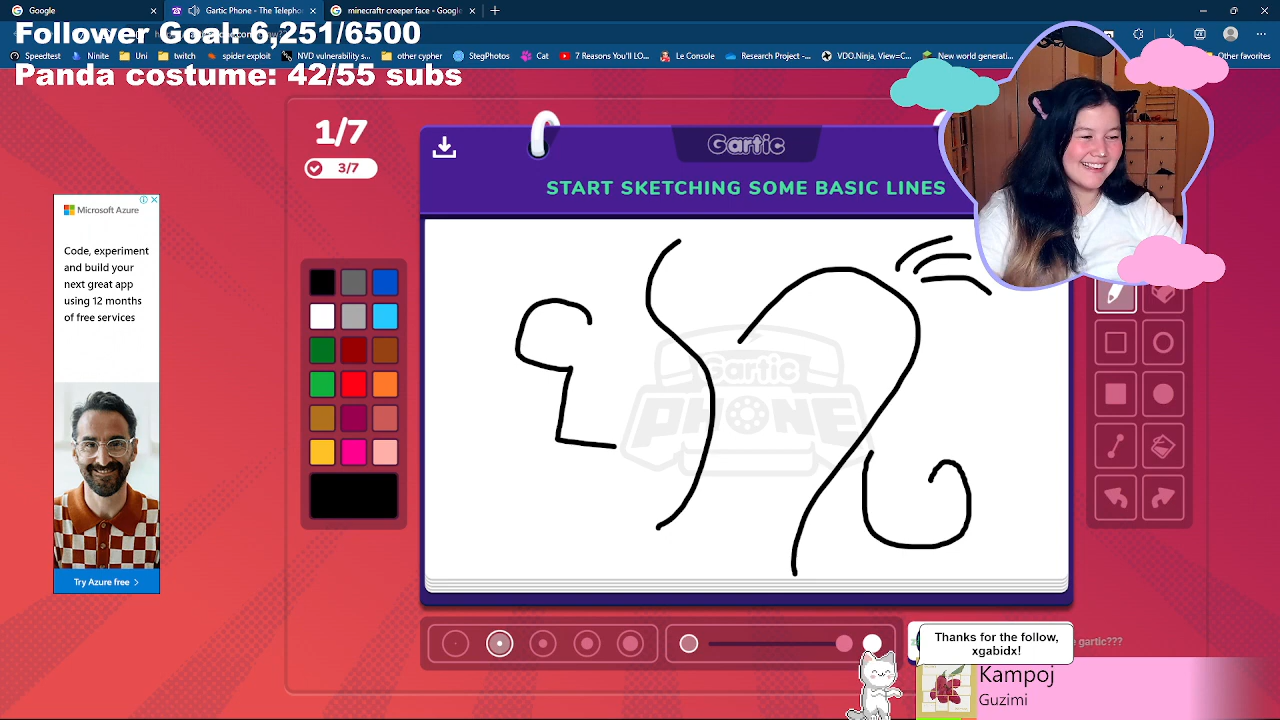 Google
Gartic Phone - The Telepho
minecraftr creeper face - Google
Follower Goal: 6,251/6500
Speedtest
Ninite
Uni
twitch
spider exploit
NVD vulnerability s...
other cypher
StegPhotos
Cat
7 Reasons You'll LO...
Le Console
Research Project -...
VDO.Ninja, View=C...
New world generati...
Other favorites
Panda costume: 42/55 subs
1/7
3/7
Gartic
START SKETCHING SOME BASIC LINES
Microsoft Azure
Code, experiment
and build your
next great app
using 12 months
of free services
Try Azure free >
Gartic
PHONE
Thanks for the follow,
xgabidx!
gartic???
Kampoj
Guzimi